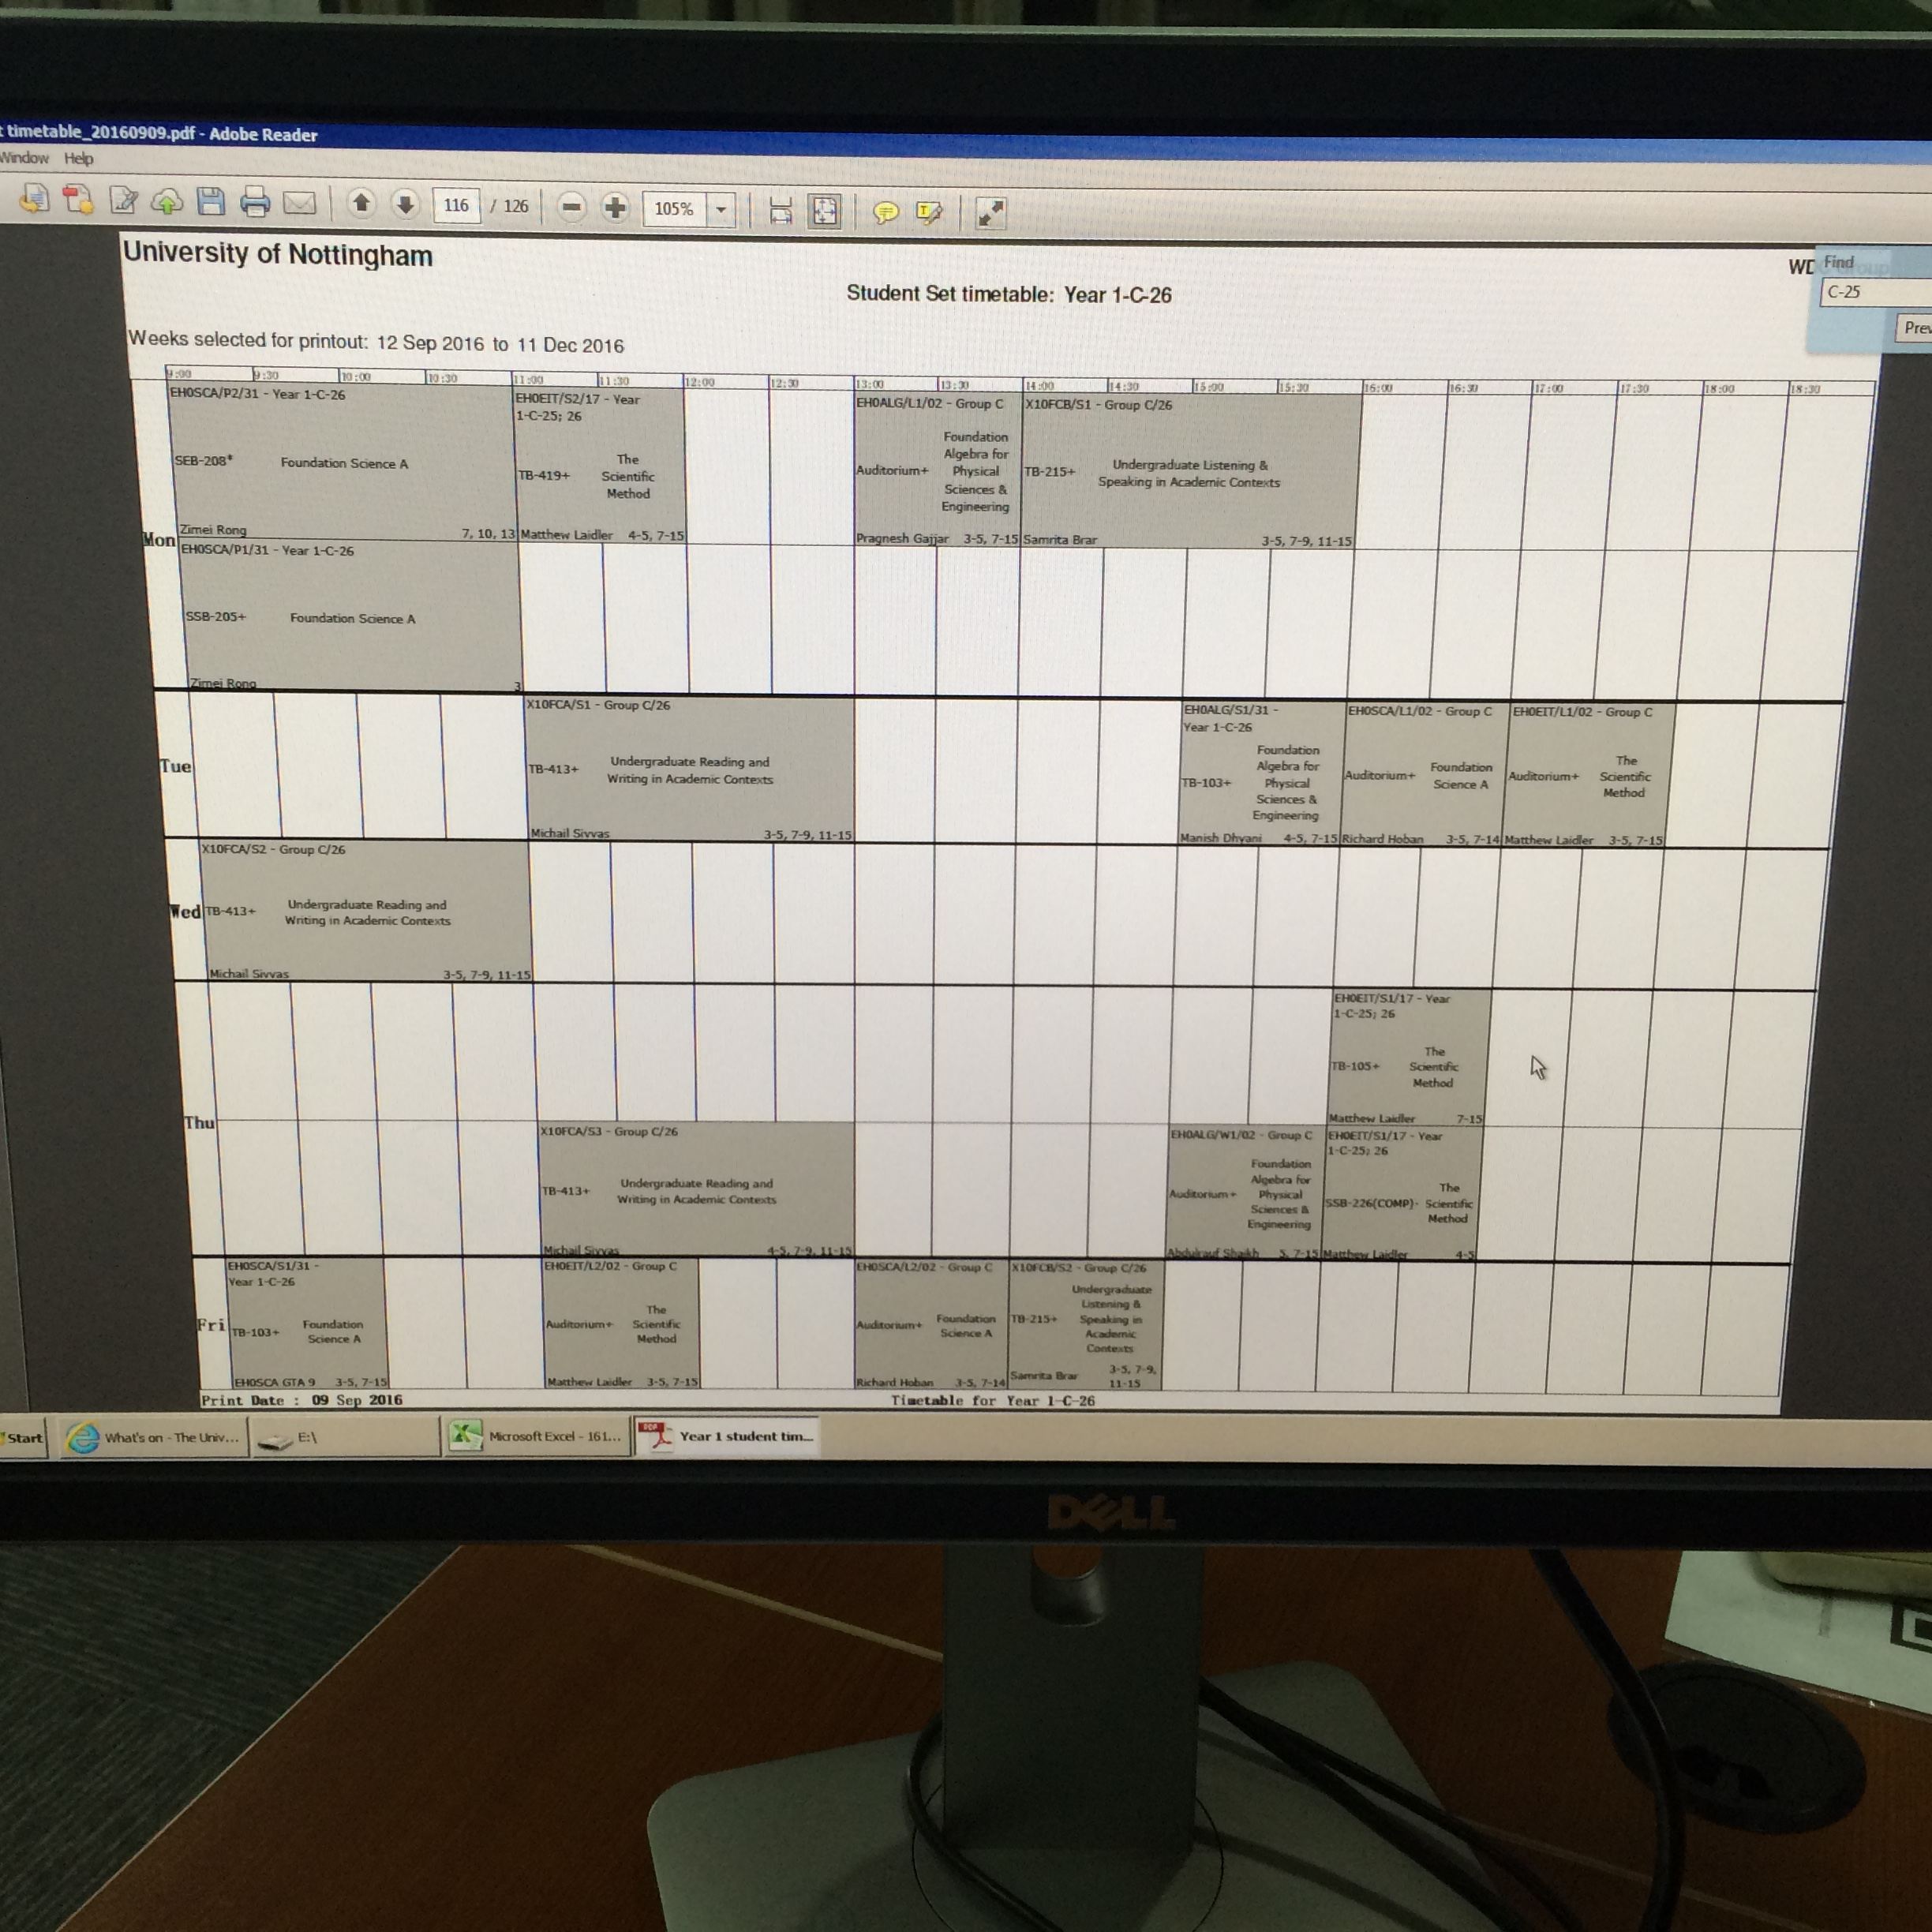 t timetable_20160909.pdf - Adobe Reader
Window Help
116 / 126
105%
University of Nottingham
Find
C-25
Prev
Student Set timetable: Year 1-C-26
Weeks selected for printout: 12 Sep 2016 to 11 Dec 2016
9:00 9:30 10:00 10:30 11:00 11:30 12:00 12:30 13:00 13:30 14:00 14:30 15:00 15:30 16:00 16:30 17:00 17:30 18:00 18:30
Mon
EH0SCA/P2/31 - Year 1-C-26
SEB-208*
Foundation Science A
Zimei Rong 7, 10, 13
EH0EIT/S2/17 - Year
1-C-25; 26
TB-419+
The
Scientific
Method
Matthew Laidler 4-5, 7-15
EH0ALG/L1/02 - Group C
Auditorium+
Foundation
Algebra for
Physical
Sciences &
Engineering
Pragnesh Gajjar 3-5, 7-15
X10FCB/S1 - Group C/26
TB-215+
Undergraduate Listening &
Speaking in Academic Contexts
Samrita Brar 3-5, 7-9, 11-15
EH0SCA/P1/31 - Year 1-C-26
SSB-205+
Foundation Science A
Zimei Rong 3
Tue
X10FCA/S1 - Group C/26
TB-413+
Undergraduate Reading and
Writing in Academic Contexts
Michail Sivvas 3-5, 7-9, 11-15
EH0ALG/S1/31 -
Year 1-C-26
TB-103+
Foundation
Algebra for
Physical
Sciences &
Engineering
Manish Dhyani 4-5, 7-15
EH0SCA/L1/02 - Group C
Auditorium+
Foundation
Science A
Richard Hoban 3-5, 7-14
EH0EIT/L1/02 - Group C
Auditorium+
The
Scientific
Method
Matthew Laidler 3-5, 7-15
Wed
X10FCA/S2 - Group C/26
TB-413+
Undergraduate Reading and
Writing in Academic Contexts
Michail Sivvas 3-5, 7-9, 11-15
Thu
EH0EIT/S1/17 - Year
1-C-25; 26
TB-105+
The
Scientific
Method
Matthew Laidler 7-15
X10FCA/S3 - Group C/26
TB-413+
Undergraduate Reading and
Writing in Academic Contexts
Michail Sivvas 4-5, 7-9, 11-15
EH0ALG/W1/02 - Group C
Auditorium+
Foundation
Algebra for
Physical
Sciences &
Engineering
Abdulrauf Shaikh 5, 7-15
EH0EIT/S1/17 - Year
1-C-25; 26
SSB-226(COMP)-
The
Scientific
Method
Matthew Laidler 4-5
Fri
EH0SCA/S1/31 -
Year 1-C-26
TB-103+
Foundation
Science A
EH0SCA GTA 9 3-5, 7-15
EH0EIT/L2/02 - Group C
Auditorium+
The
Scientific
Method
Matthew Laidler 3-5, 7-15
EH0SCA/L2/02 - Group C
Auditorium+
Foundation
Science A
Richard Hoban 3-5, 7-14
X10FCB/S2 - Group C/26
TB-215+
Undergraduate
Listening &
Speaking in
Academic
Contexts
Samrita Brar 3-5, 7-9,
11-15
Print Date : 09 Sep 2016
Timetable for Year 1-C-26
Start
What's on - The Univ...
E:\
Microsoft Excel - 161...
Year 1 student tim...
DELL